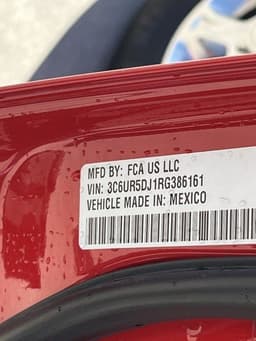 MFD BY: FCA US LLC
VIN: 3C6UR5DJ1RG386161
VEHICLE MADE IN: MEXICO